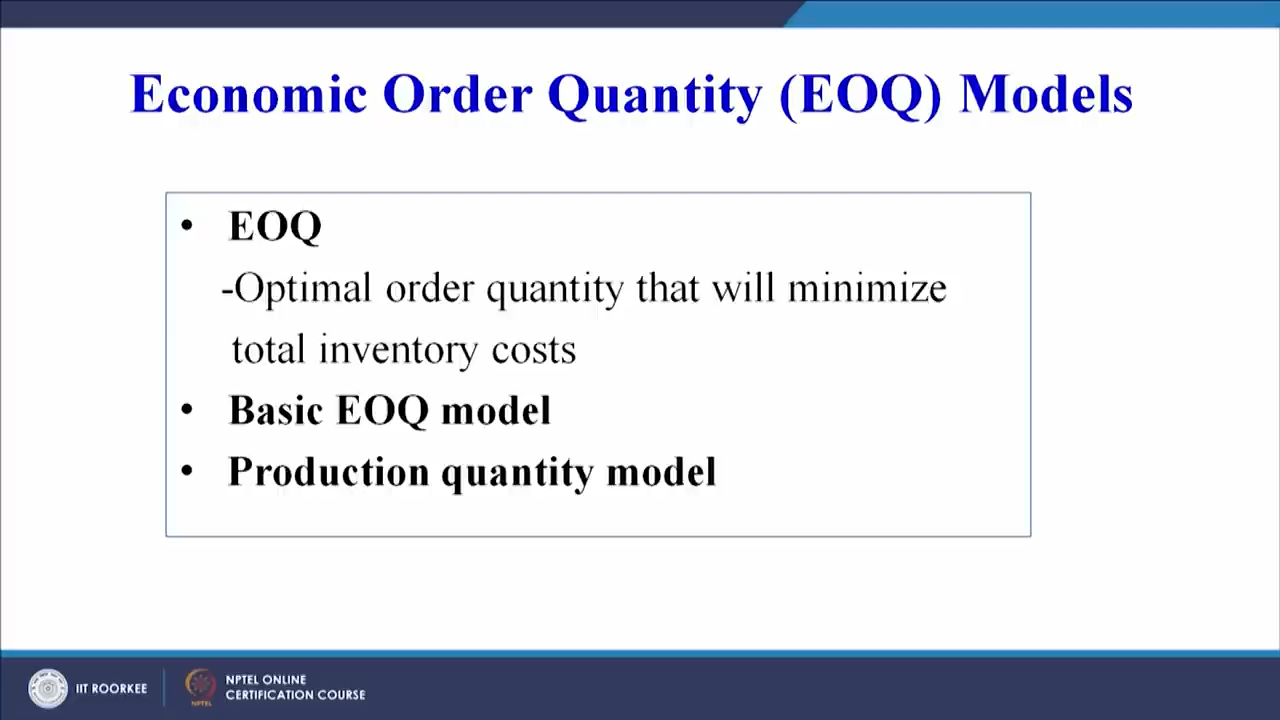 Economic Order Quantity (EOQ) Models
• EOQ
-Optimal order quantity that will minimize
total inventory costs
• Basic EOQ model
• Production quantity model
IIT ROORKEE
NPTEL
NPTEL ONLINE
CERTIFICATION COURSE